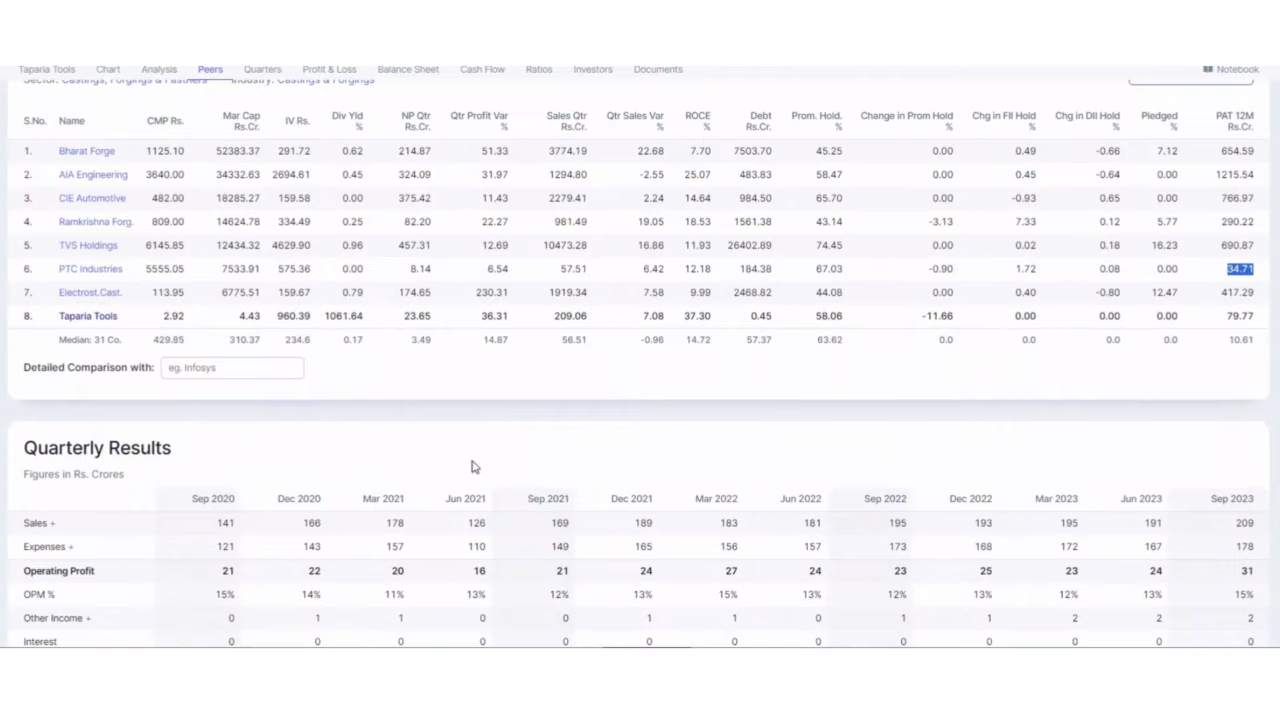 Taparia Tools Chart Analysis Peers Quarters Profit & Loss Balance Sheet Cash Flow Ratios Investors Documents Notebook
Sector: Castings, Forgings & Fastners Industry: Castings & Forgings
S.No. Name CMP Rs. Mar Cap Rs.Cr. IV Rs. Div Yld % NP Qtr Rs.Cr. Qtr Profit Var % Sales Qtr Rs.Cr. Qtr Sales Var % ROCE % Debt Rs.Cr. Prom. Hold. % Change in Prom Hold % Chg in FII Hold % Chg in DII Hold % Pledged % PAT 12M Rs.Cr.
1. Bharat Forge 1125.10 52383.37 291.72 0.62 214.87 51.33 3774.19 22.68 7.70 7503.70 45.25 0.00 0.49 -0.66 7.12 654.59
2. AIA Engineering 3640.00 34332.63 2694.61 0.45 324.09 31.97 1294.80 -2.55 25.07 483.83 58.47 0.00 0.45 -0.64 0.00 1215.54
3. CIE Automotive 482.00 18285.27 159.58 0.00 375.42 11.43 2279.41 2.24 14.64 984.50 65.70 0.00 -0.93 0.65 0.00 766.97
4. Ramkrishna Forg. 809.00 14624.78 334.49 0.25 82.20 22.27 981.49 19.05 18.53 1561.38 43.14 -3.13 7.33 0.12 5.77 290.22
5. TVS Holdings 6145.85 12434.32 4629.90 0.96 457.31 12.69 10473.28 16.86 11.93 26402.89 74.45 0.00 0.02 0.18 16.23 690.87
6. PTC Industries 5555.05 7533.91 575.36 0.00 8.14 6.54 57.51 6.42 12.18 184.38 67.03 -0.90 1.72 0.08 0.00 34.71
7. Electrost.Cast. 113.95 6775.51 159.67 0.79 174.65 230.31 1919.34 7.58 9.99 2468.82 44.08 0.00 0.40 -0.80 12.47 417.29
8. Taparia Tools 2.92 4.43 960.39 1061.64 23.65 36.31 209.06 7.08 37.30 0.45 58.06 -11.66 0.00 0.00 0.00 79.77
Median: 31 Co. 429.85 310.37 234.6 0.17 3.49 14.87 56.51 -0.96 14.72 57.37 63.62 0.0 0.0 0.0 0.0 10.61
Detailed Comparison with: eg. Infosys
Quarterly Results
Figures in Rs. Crores
Sep 2020 Dec 2020 Mar 2021 Jun 2021 Sep 2021 Dec 2021 Mar 2022 Jun 2022 Sep 2022 Dec 2022 Mar 2023 Jun 2023 Sep 2023
Sales + 141 166 178 126 169 189 183 181 195 193 195 191 209
Expenses + 121 143 157 110 149 165 156 157 173 168 172 167 178
Operating Profit 21 22 20 16 21 24 27 24 23 25 23 24 31
OPM % 15% 14% 11% 13% 12% 13% 15% 13% 12% 13% 12% 13% 15%
Other Income + 0 1 1 0 0 1 1 0 1 1 2 2 2
Interest 0 0 0 0 0 0 0 0 0 0 0 0 0